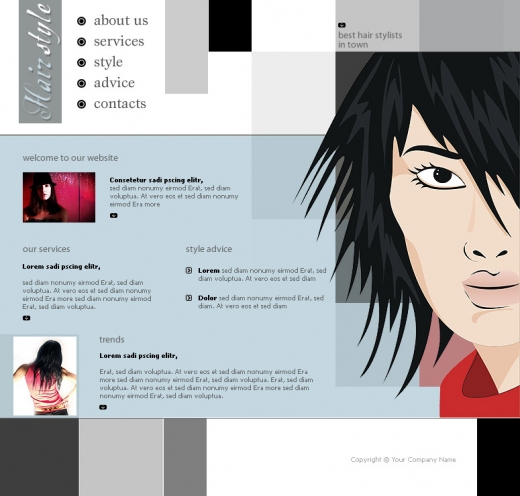 Hair style
about us
services
style
advice
contacts
best hair stylists
in town
welcome to our website
Consetetur sadi pscing elitr,
sed diam nonumy eirmod Erat, sed diam
voluptua. At vero eos et sed diam nonumy
eirmod Era more
our services
Lorem sadi pscing elitr,
sed diam nonumy eirmod Erat, sed diam
voluptua. At vero eos et sed diam nonumy
eirmod Era more sed diam nonumy
eirmod Erat, sed diam voluptua. At vero
eos et sed diam
voluptua.
style advice
Lorem sed diam nonumy eirmod Erat, sed
diam voluptua. At vero eos et sed diam
Dolor sed diam nonumy eirmod Erat, sed diam
voluptua.
trends
Lorem sadi pscing elitr,
Erat, sed diam voluptua. At vero eos et sed diam nonumy eirmod Era
more sed diam nonumy eirmod Erat, sed diam voluptua. At vero eos
et sed diam voluptua. At vero eos et sed diam nonumy eirmod Era more sed diam
nonumy eirmod Erat, sed diam voluptua.
Copyright @ Your Company Name